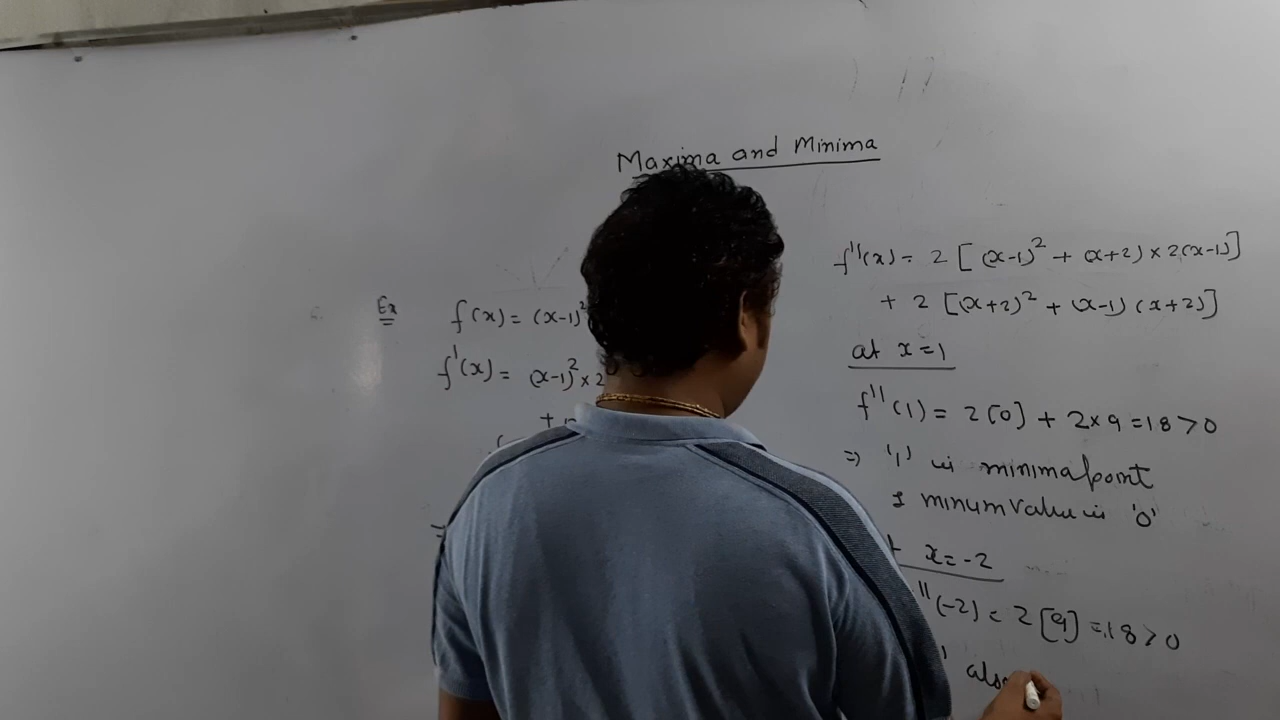 Maxima and Minima
Ex f(x) = (x-1)²
f'(x) = (x-1)² × 2
+
f''(x) = 2 [(x-1)² + (x+2) × 2(x-1)]
+ 2 [(x+2)² + (x-1) (x+2)]
at x=1
f''(1) = 2[0] + 2×9 = 18 > 0
=> '1' is minima point
& minum value is '0'
x = -2
''(-2) = 2[9] = 18 > 0
also